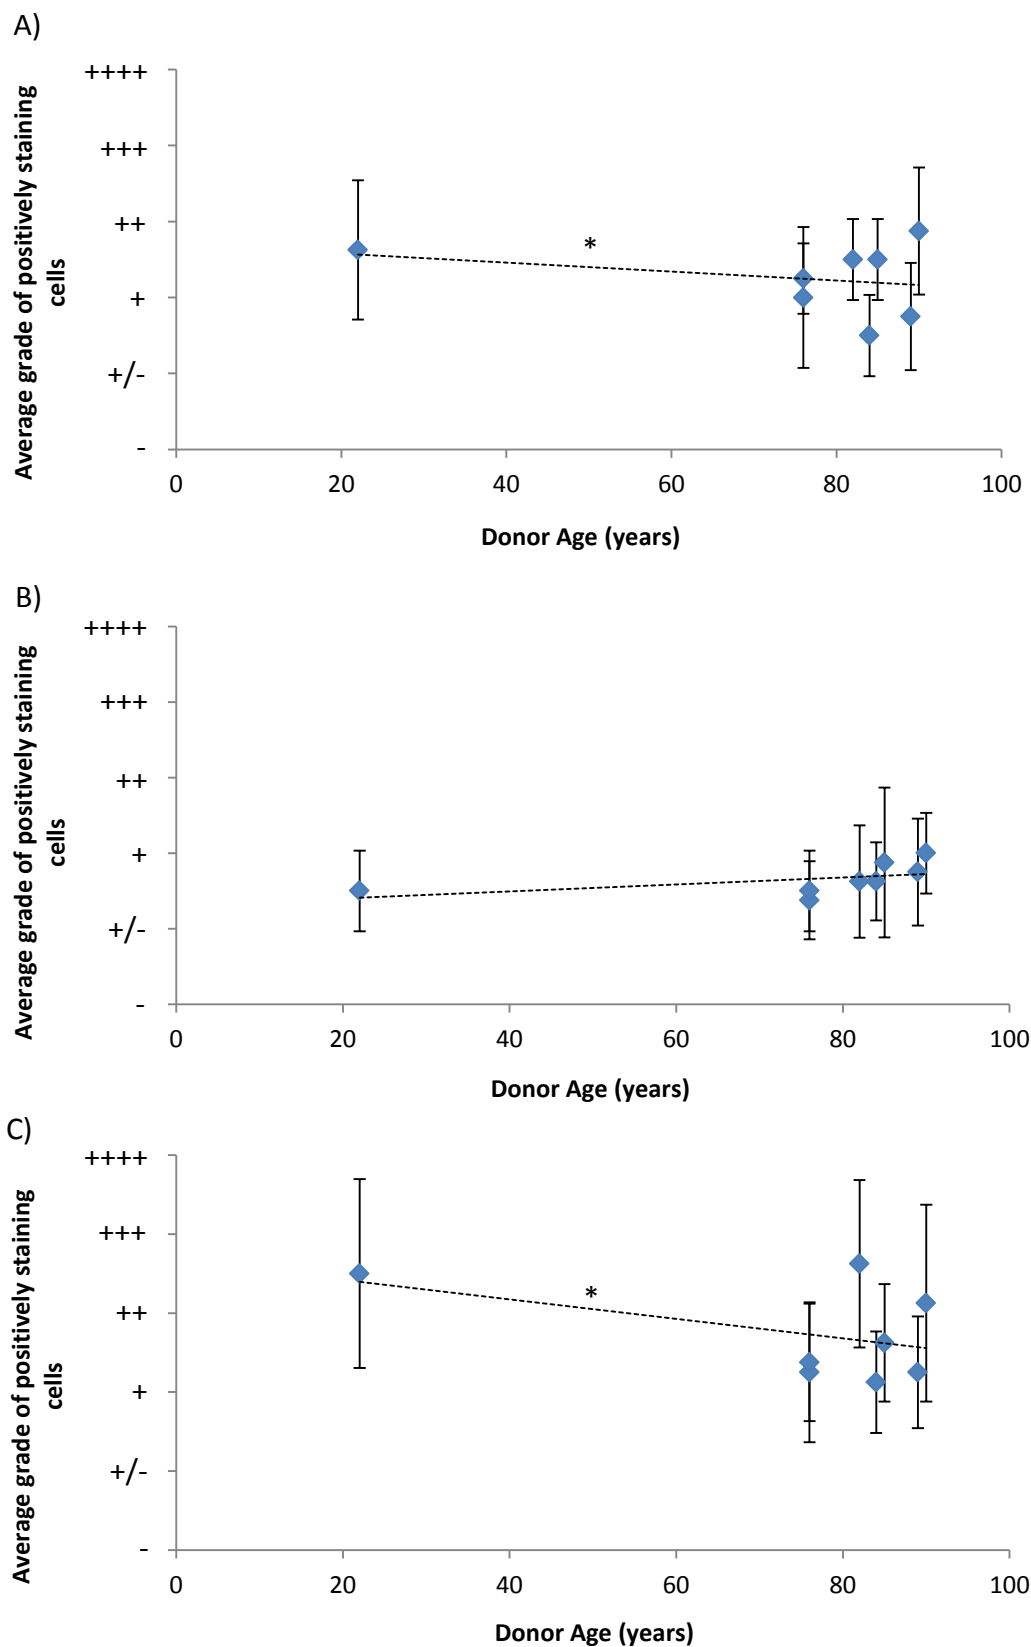 A)
Average grade of positively staining
cells
++++
+++
++
+
+/-
-
*
0 20 40 60 80 100
Donor Age (years)
B)
Average grade of positively staining
cells
++++
+++
++
+
+/-
-
0 20 40 60 80 100
Donor Age (years)
C)
Average grade of positively staining
cells
++++
+++
++
+
+/-
-
*
0 20 40 60 80 100
Donor Age (years)